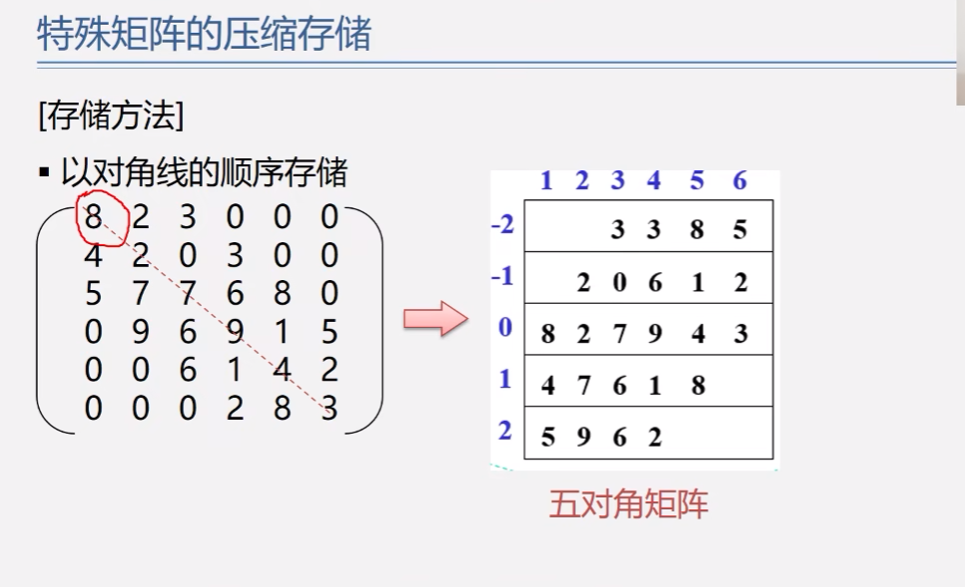 特殊矩阵的压缩存储
[存储方法]
▪ 以对角线的顺序存储
8 2 3 0 0 0
4 2 0 3 0 0
5 7 7 6 8 0
0 9 6 9 1 5
0 0 6 1 4 2
0 0 0 2 8 3
1 2 3 4 5 6
-2 3 3 8 5
-1 2 0 6 1 2
0 8 2 7 9 4 3
1 4 7 6 1 8
2 5 9 6 2
五对角矩阵